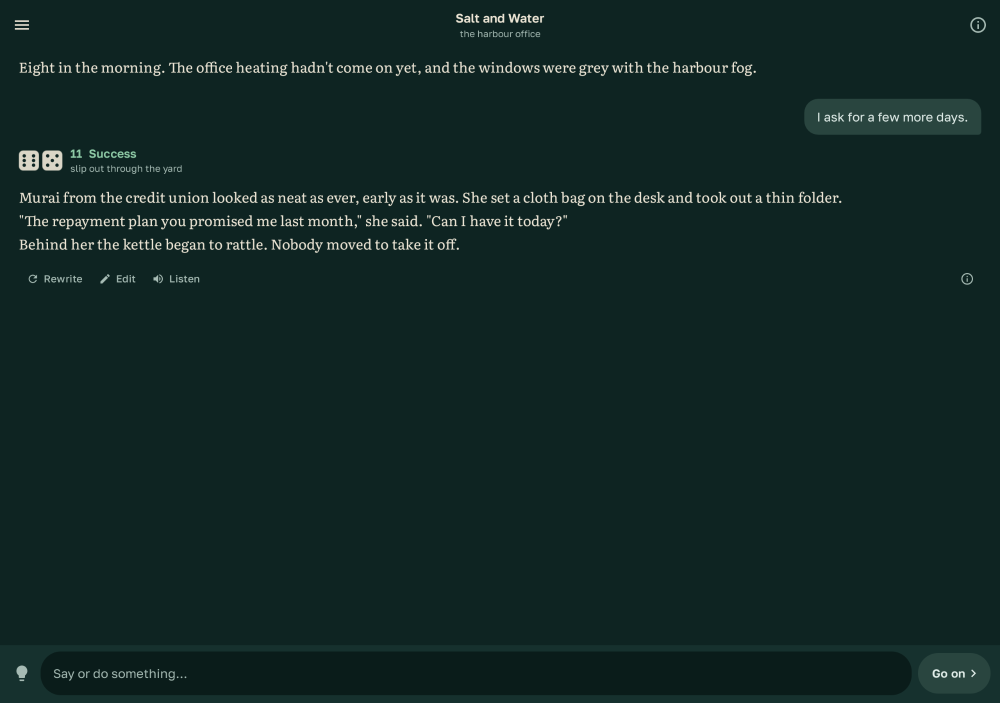 Salt and Water
the harbour office
Eight in the morning. The office heating hadn't come on yet, and the windows were grey with the harbour fog.
I ask for a few more days.
11 Success
slip out through the yard
Murai from the credit union looked as neat as ever, early as it was. She set a cloth bag on the desk and took out a thin folder.
"The repayment plan you promised me last month," she said. "Can I have it today?"
Behind her the kettle began to rattle. Nobody moved to take it off.
Rewrite Edit Listen
Say or do something...
Go on